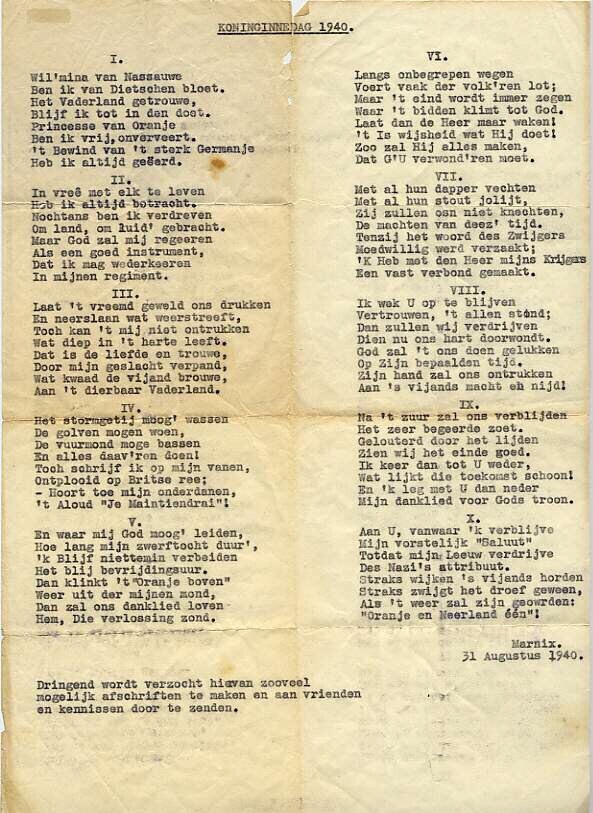 KONINGINNEDAG 1940.
I.
Wil'mina van Nassauwe
Ben ik van Dietschen bloet.
Het Vaderland getrouwe,
Blijf ik tot in den doet.
Princesse van Oranje
Ben ik vrij, onverveert.
't Bewind van 't sterk Germanje
Heb ik altijd geëerd.
II.
In vreê met elk te leven
Heb ik altijd betracht.
Nochtans ben ik verdreven
Om land, om luid' gebracht.
Maar God zal mij regeeren
Als een goed instrument,
Dat ik mag wederkeeren
In mijnen regiment.
III.
Laat 't vreemd geweld ons drukken
En neerslaan wat weerstreeft,
Toch kan 't mij niet ontrukken
Wat diep in 't harte leeft.
Dat is de liefde en trouwe,
Door mijn geslacht verpand,
Wat kwaad de vijand brouwe,
Aan 't dierbaar Vaderland.
IV.
Het stormgetij moog' wassen
De golven mogen woen,
De vuurmond moge bassen
En alles daav'ren doen!
Toch schrijf ik op mijn vanen,
Ontplooid op Britse ree;
- Hoort toe mijn onderdanen,
't Aloud "Je Maintiendrai"!
V.
En waar mij God moog' leiden,
Hoe lang mijn zwerftocht duur',
'k Blijf niettemin verbeiden
Het blij bevrijdingsuur.
Dan klinkt 't "Oranje boven"
Weer uit der mijnen mond,
Dan zal ons danklied loven
Hem, Die verlossing zond.
VI.
Langs onbegrepen wegen
Voert vaak der volk'ren lot;
Maar 't eind wordt immer zegen
Waar 't bidden klimt tot God.
Laat dan de Heer maar waken!
't Is wijsheid wat Hij doet!
Zoo zal Hij alles maken,
Dat G'U verwond'ren moet.
VII.
Met al hun dapper vechten
Met al hun stout jolijt,
Zij zullen osn niet knechten,
De machten van deez' tijd.
Tenzij het woord des Zwijgers
Moedwillig werd verzaakt;
'K Heb met den Heer mijns Krijgers
Een vast verbond gemaakt.
VIII.
Ik wek U op te blijven
Vertrouwen, 't allen stond;
Dan zullen wij verdrijven
Dien nu ons hart doorwondt.
God zal 't ons doen gelukken
Op Zijn bepaalden tijd.
Zijn hand zal ons ontrukken
Aan 's vijands macht en nijd!
IX.
Na 't zuur zal ons verblijden
Het zeer begeerde zoet.
Gelouterd door het lijden
Zien wij het einde goed.
Ik keer dan tot U weder,
Wat lijkt die toekomst schoon!
En 'k leg met U dan neder
Mijn danklied voor Gods troon.
X.
Aan U, vanwaar 'k verblijve
Mijn vorstelijk "Saluut"
Totdat mijn Leeuw verdrijve
Des Nazi's attribuut.
Straks wijken 's vijands horden
Straks zwijgt het droef geween,
Als 't weer zal zijn geowrden:
"Oranje en Neerland één"!
Marnix.
31 Augustus 1940.
Dringend wordt verzocht hiervan zooveel
mogelijk afschriften te maken en aan vrienden
en kennissen door te zenden.